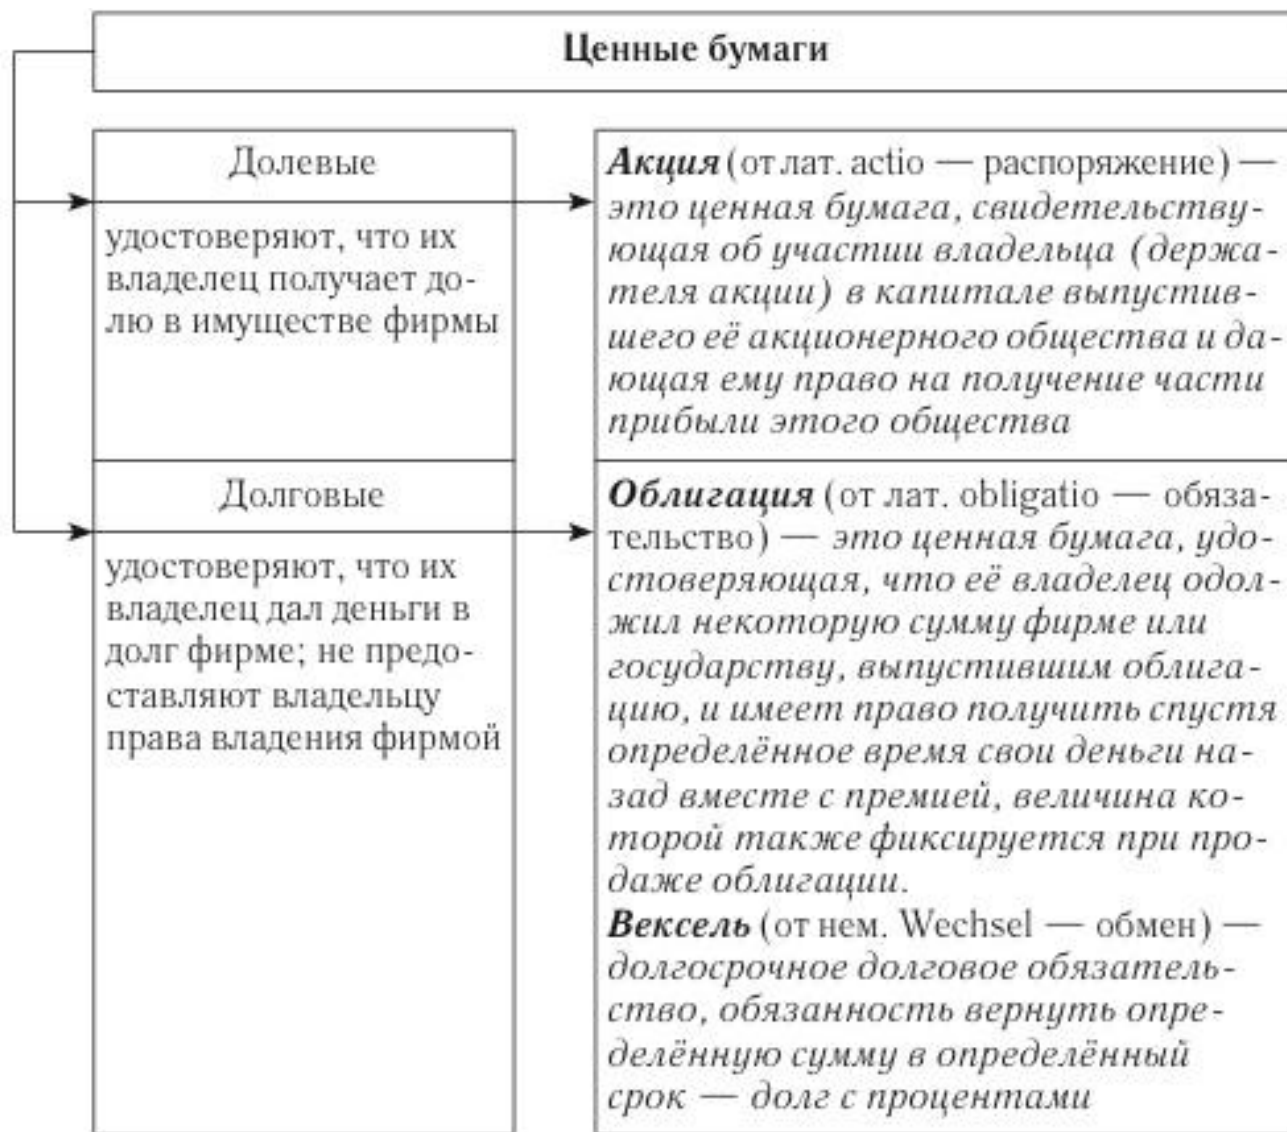 Ценные бумаги
Долевые
удостоверяют, что их
владелец получает до-
лю в имуществе фирмы
Акция (от лат. actio — распоряжение) —
это ценная бумага, свидетельству-
ющая об участии владельца (держа-
теля акции) в капитале выпустив-
шего её акционерного общества и да-
ющая ему право на получение части
прибыли этого общества
Долговые
удостоверяют, что их
владелец дал деньги в
долг фирме; не предо-
ставляют владельцу
права владения фирмой
Облигация (от лат. obligatio — обяза-
тельство) — это ценная бумага, удо-
стоверяющая, что её владелец одол-
жил некоторую сумму фирме или
государству, выпустившим облига-
цию, и имеет право получить спустя
определённое время свои деньги на-
зад вместе с премией, величина ко-
торой также фиксируется при про-
даже облигации.
Вексель (от нем. Wechsel — обмен) —
долгосрочное долговое обязатель-
ство, обязанность вернуть опре-
делённую сумму в определённый
срок — долг с процентами